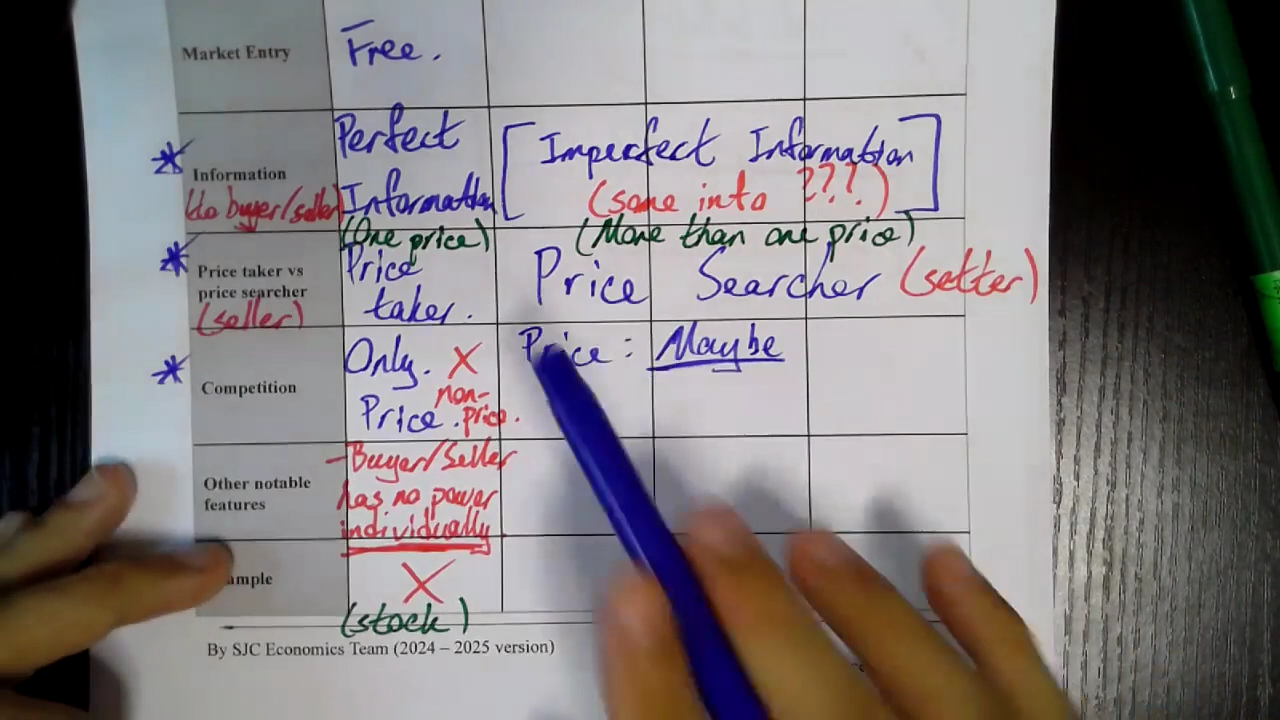 Market Entry
Free.
Information
(to buyer/seller)
Perfect
Information
(One price)
Imperfect Information
(some info ???)
(More than one price)
Price taker vs
price searcher
(seller)
Price
taker.
Price Searcher (setter)
Competition
Only. X
Price. non-
price.
Price : Maybe
Other notable
features
-Buyer/Seller
has no power
individually
ample
X
(stock)
By SJC Economics Team (2024 – 2025 version)